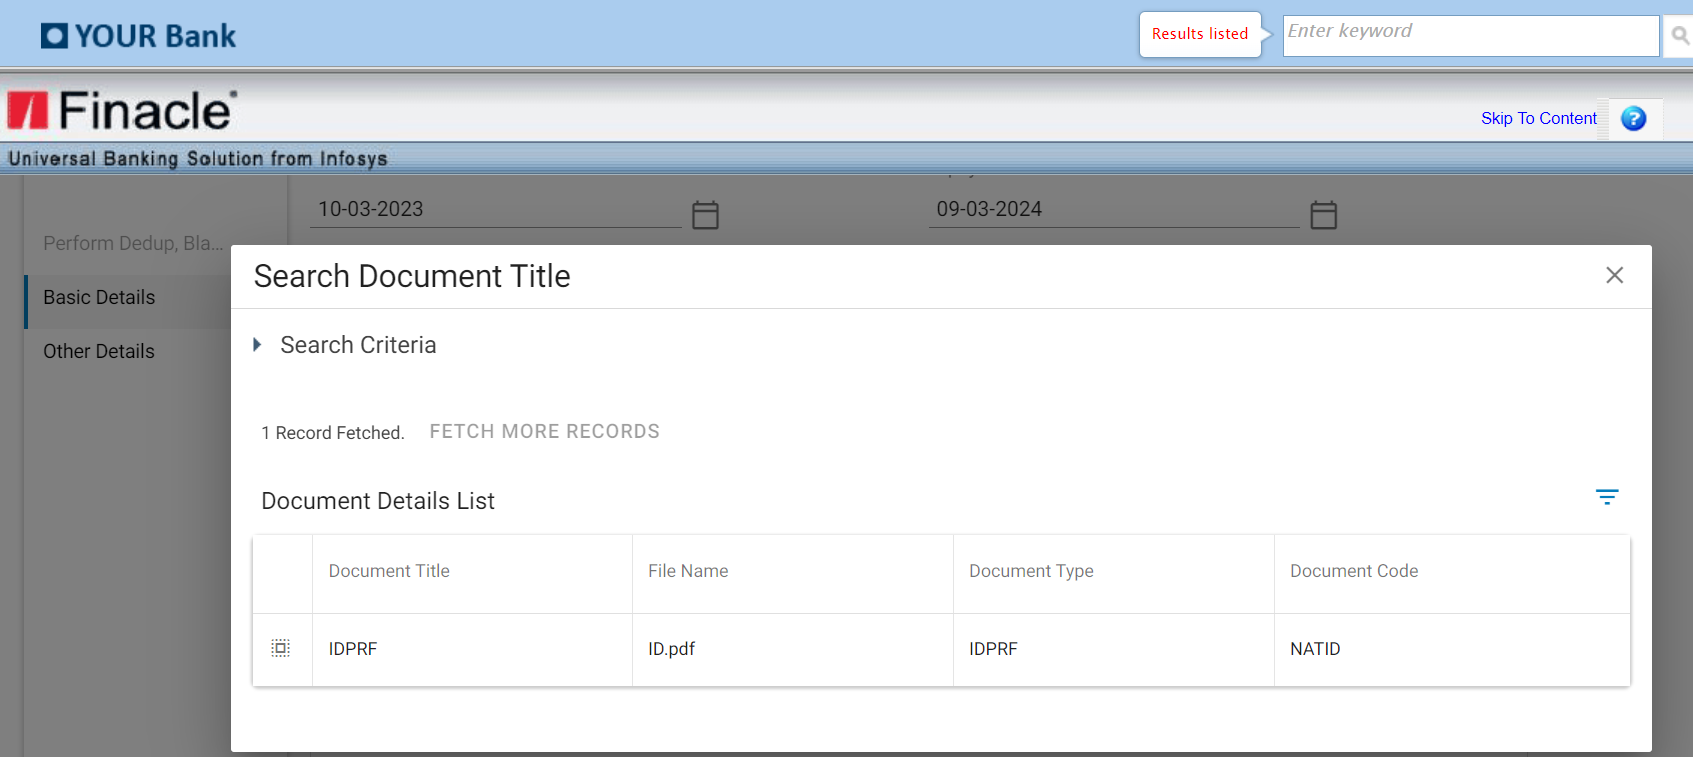 YOUR Bank
Results listed
Enter keyword
Finacle
Skip To Content
?
Universal Banking Solution from Infosys
10-03-2023
09-03-2024
Perform Dedup, Bla...
Basic Details
Other Details
Search Document Title
Search Criteria
1 Record Fetched. FETCH MORE RECORDS
Document Details List
Document Title File Name Document Type Document Code
IDPRF ID.pdf IDPRF NATID